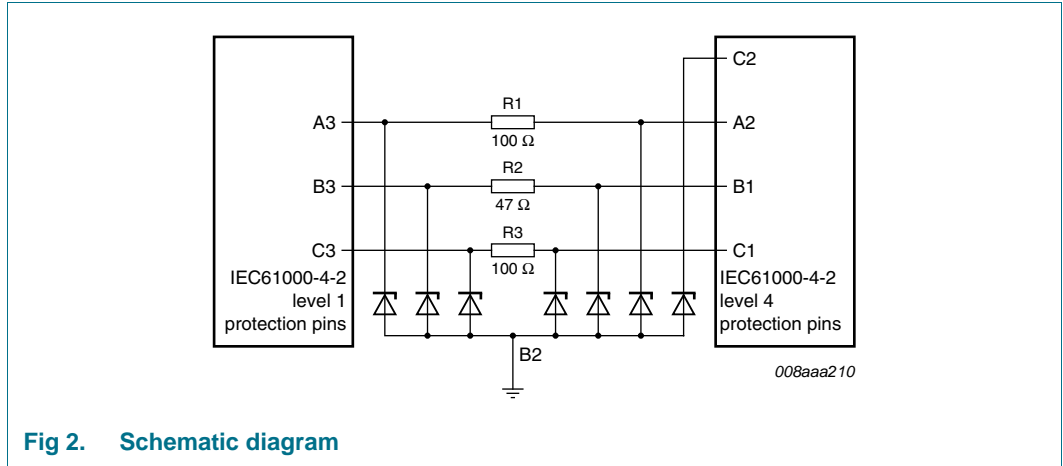 C2
R1
A3
A2
100 Ω
R2
B3
B1
47 Ω
R3
C3
C1
100 Ω
IEC61000-4-2
level 1
protection pins
IEC61000-4-2
level 4
protection pins
B2
008aaa210
Fig 2. Schematic diagram